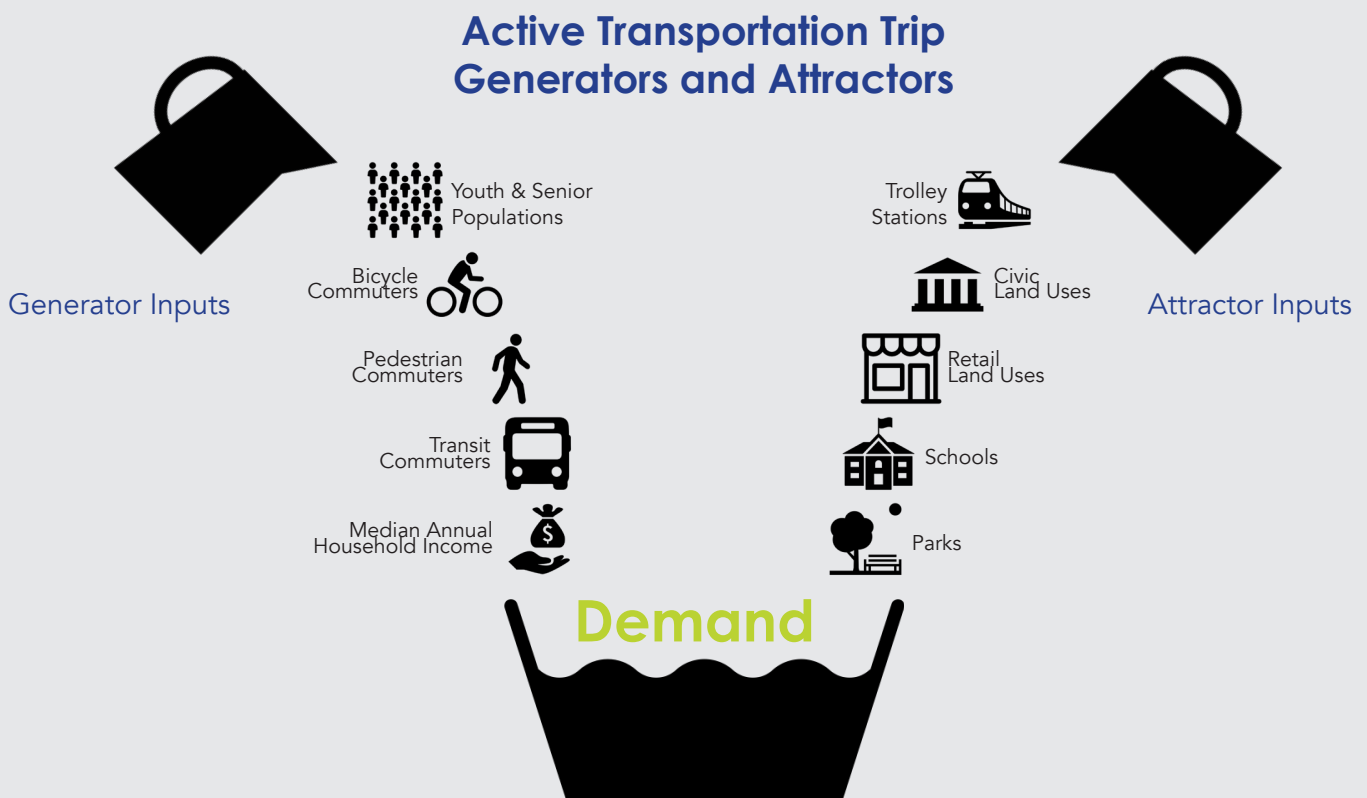 Active Transportation Trip
Generators and Attractors
Generator Inputs
Youth & Senior
Populations
Bicycle
Commuters
Pedestrian
Commuters
Transit
Commuters
Median Annual
Household Income
$
Trolley
Stations
Civic
Land Uses
Retail
Land Uses
Schools
Parks
Attractor Inputs
Demand